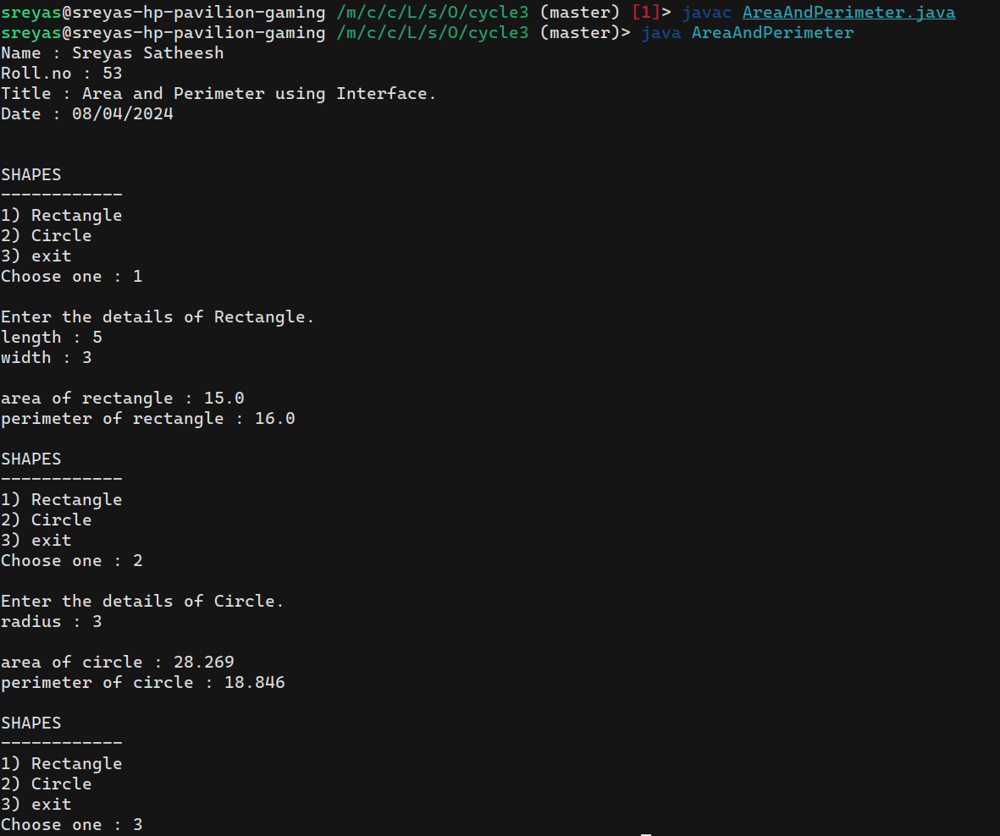 sreyas@sreyas-hp-pavilion-gaming /m/c/c/L/s/O/cycle3 (master) [1]> javac AreaAndPerimeter.java
sreyas@sreyas-hp-pavilion-gaming /m/c/c/L/s/O/cycle3 (master)> java AreaAndPerimeter
Name : Sreyas Satheesh
Roll.no : 53
Title : Area and Perimeter using Interface.
Date : 08/04/2024
SHAPES
------------
1) Rectangle
2) Circle
3) exit
Choose one : 1
Enter the details of Rectangle.
length : 5
width : 3
area of rectangle : 15.0
perimeter of rectangle : 16.0
SHAPES
------------
1) Rectangle
2) Circle
3) exit
Choose one : 2
Enter the details of Circle.
radius : 3
area of circle : 28.269
perimeter of circle : 18.846
SHAPES
------------
1) Rectangle
2) Circle
3) exit
Choose one : 3